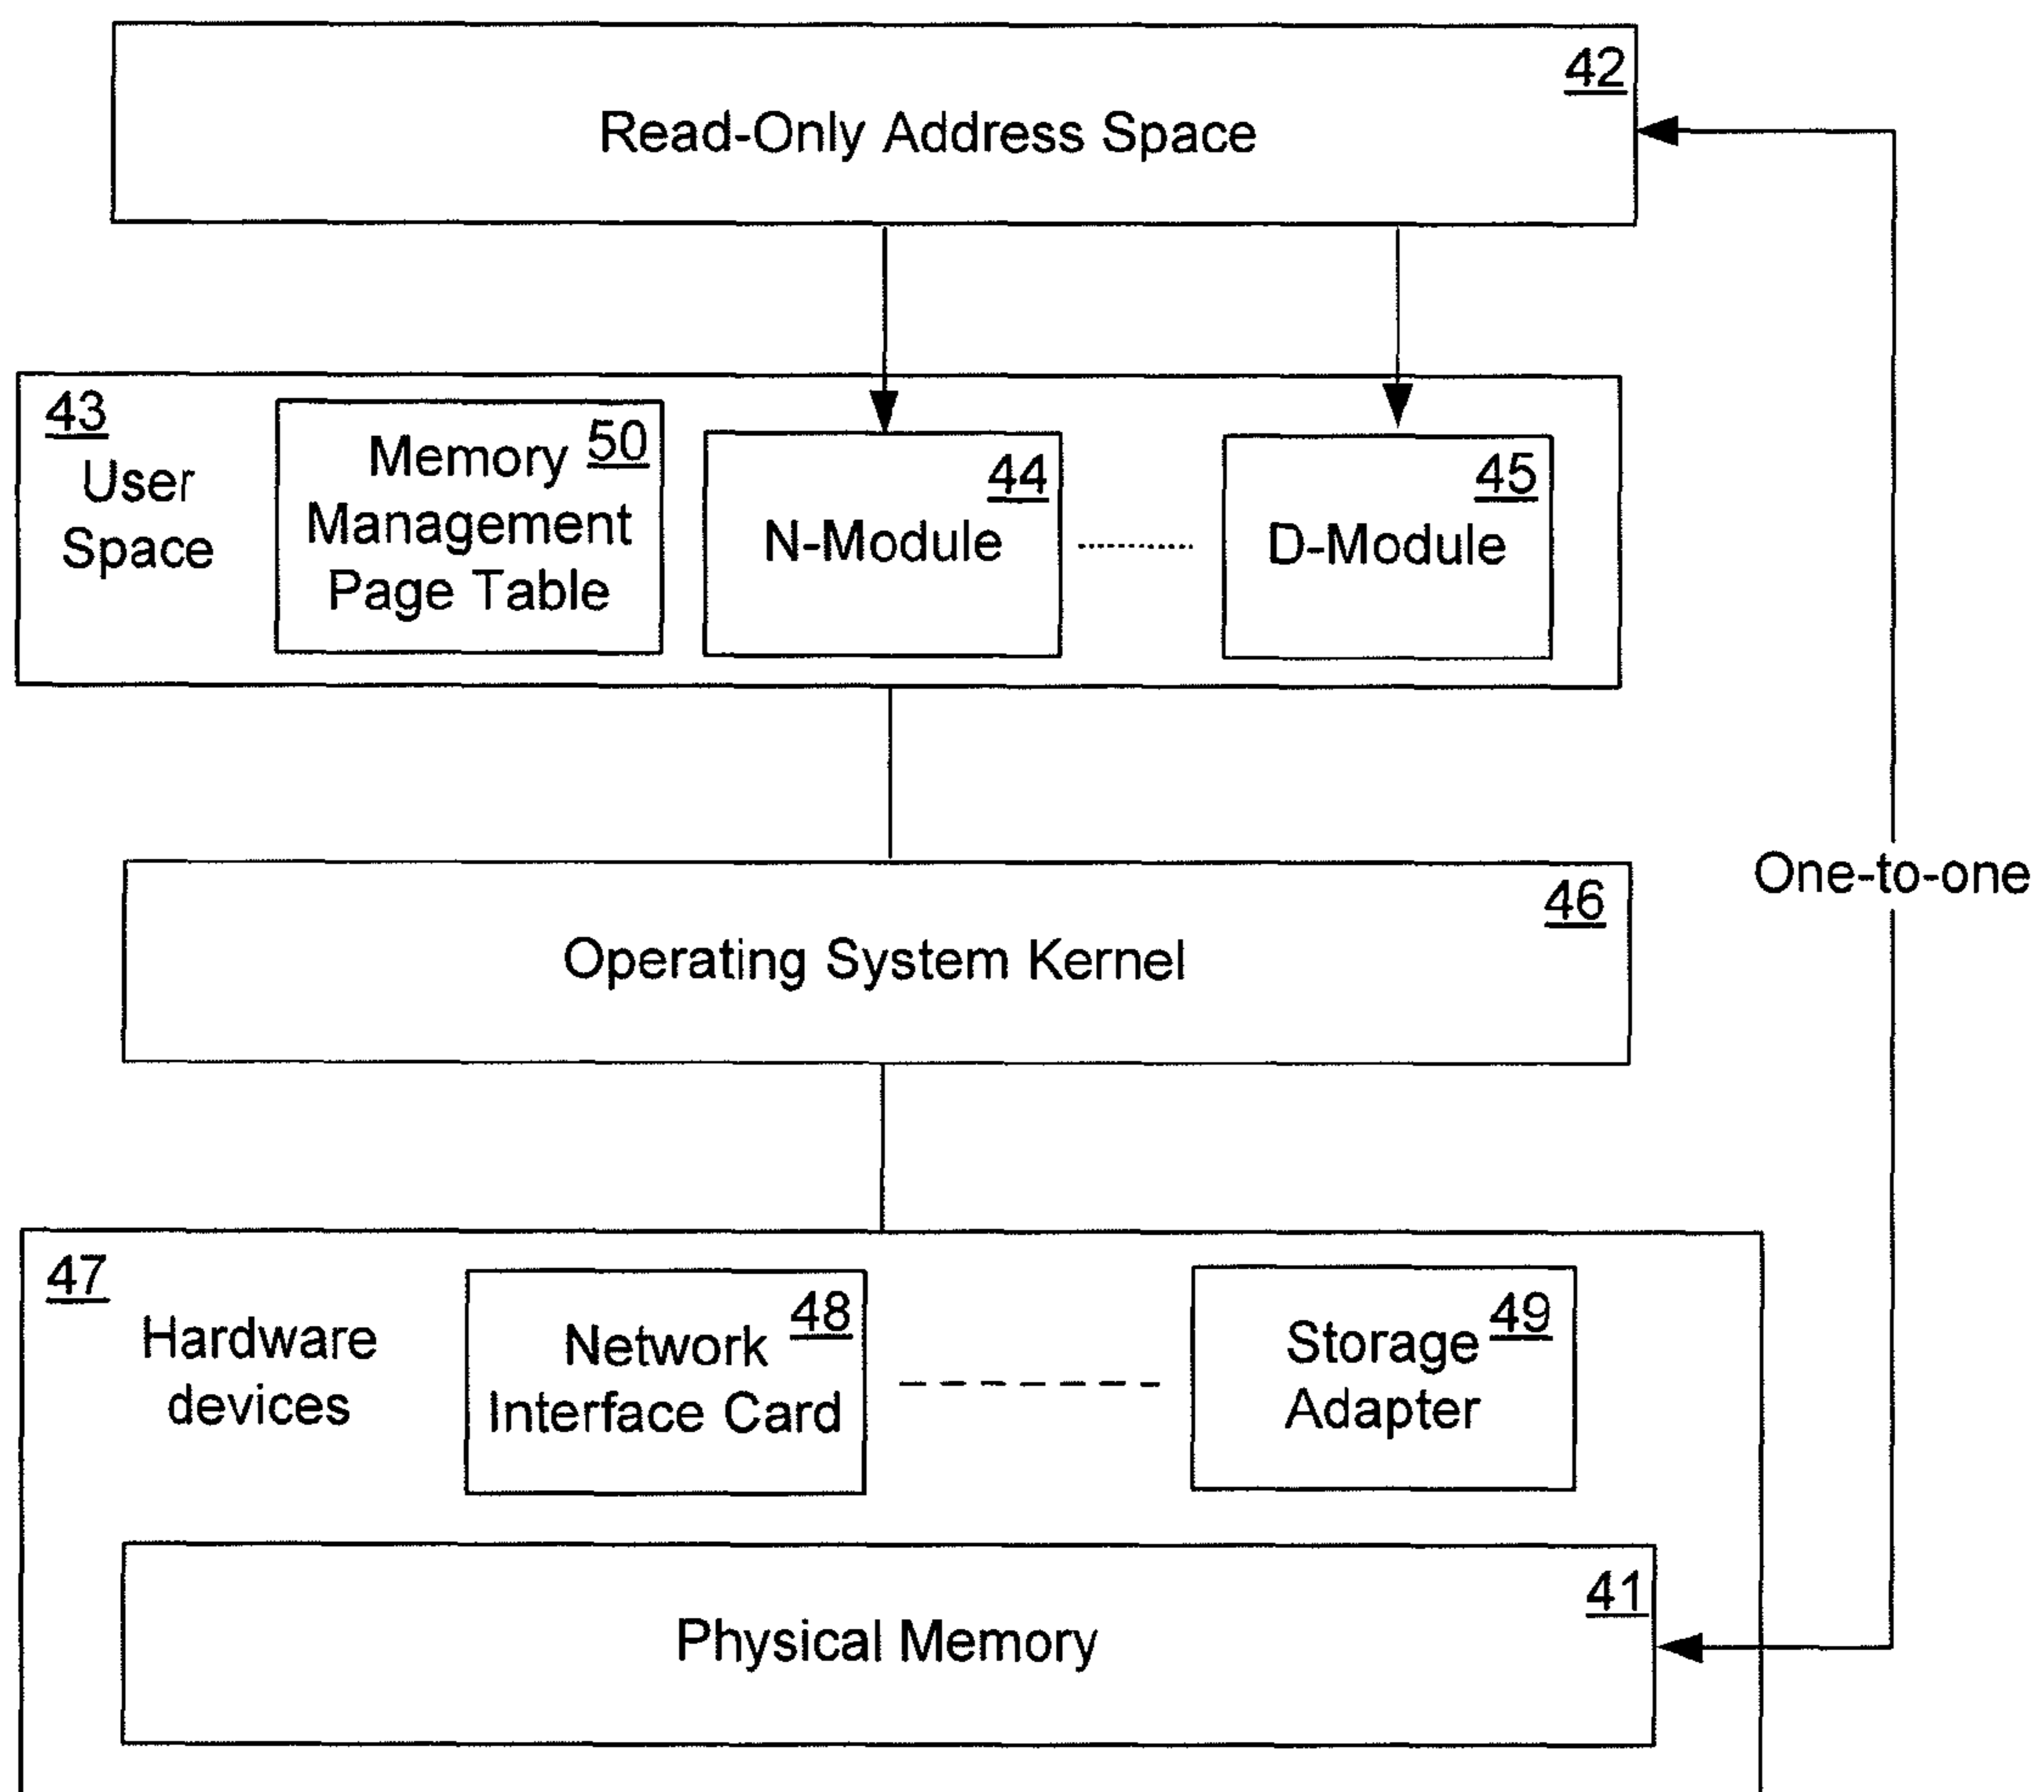 42
Read-Only Address Space
43
User
Space
50
Memory
Management
Page Table
44
N-Module
45
D-Module
46
Operating System Kernel
One-to-one
47
Hardware
devices
48
Network
Interface Card
49
Storage
Adapter
41
Physical Memory